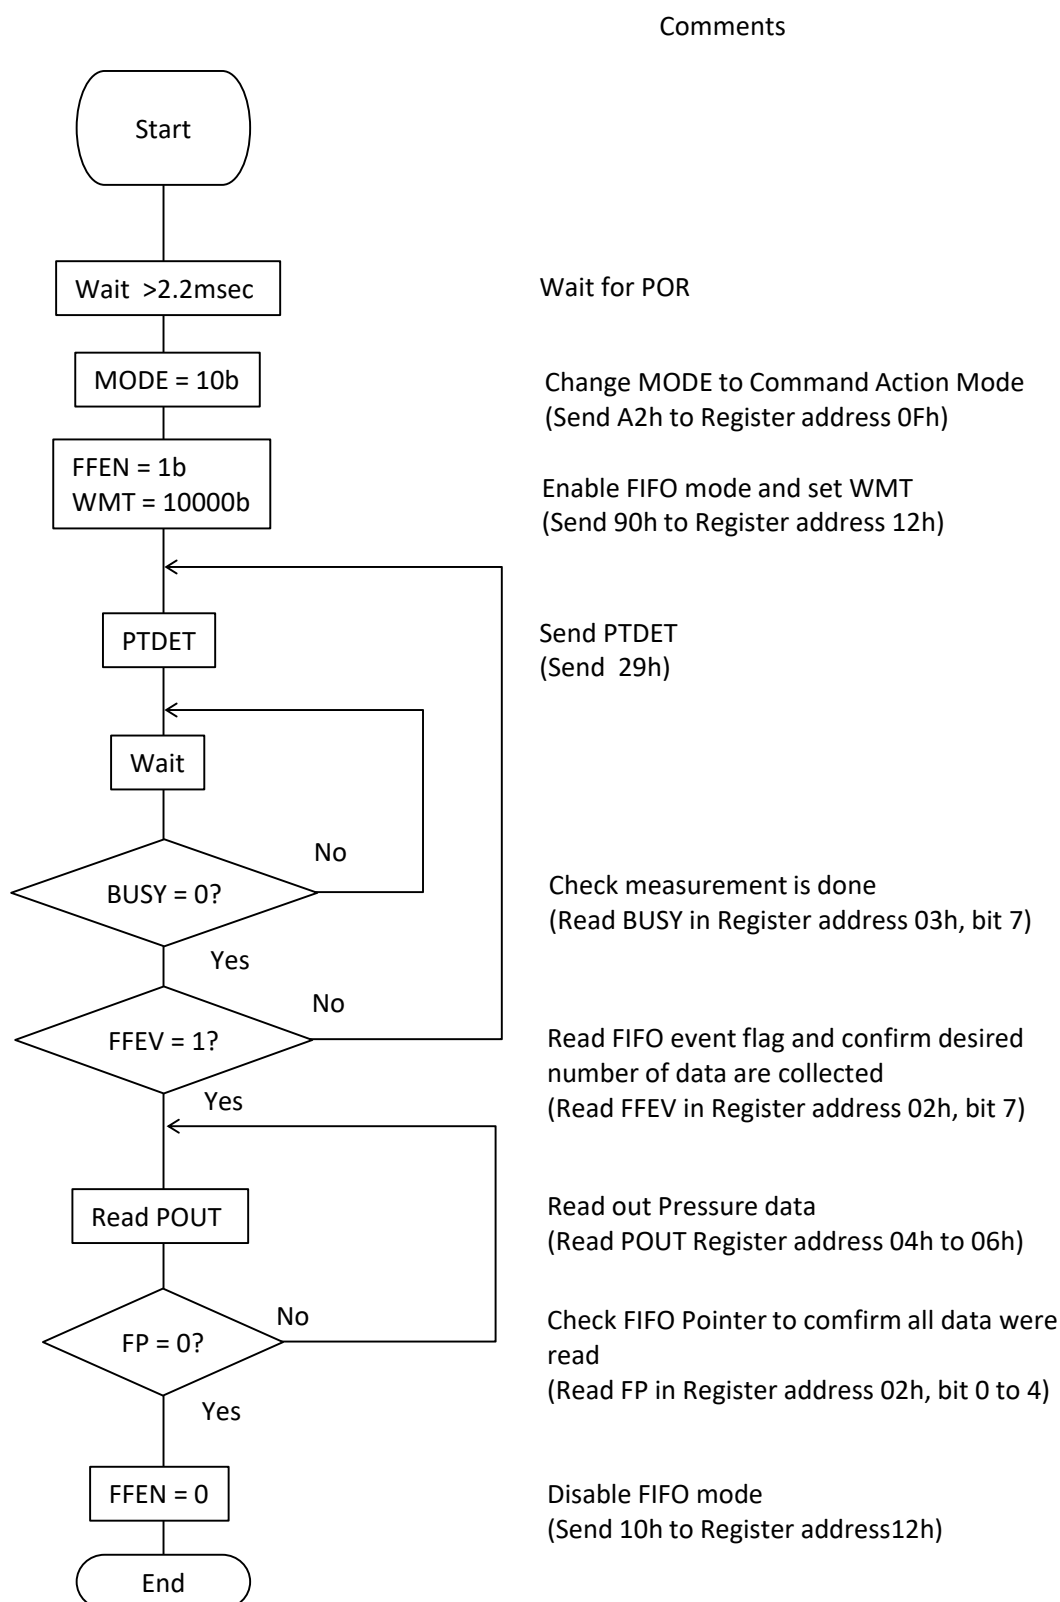 Comments
Start
Wait >2.2msec
Wait for POR
MODE = 10b
Change MODE to Command Action Mode
(Send A2h to Register address 0Fh)
FFEN = 1b
WMT = 10000b
Enable FIFO mode and set WMT
(Send 90h to Register address 12h)
PTDET
Send PTDET
(Send 29h)
Wait
No
BUSY = 0?
Check measurement is done
(Read BUSY in Register address 03h, bit 7)
Yes
No
FFEV = 1?
Read FIFO event flag and confirm desired
number of data are collected
(Read FFEV in Register address 02h, bit 7)
Yes
Read POUT
Read out Pressure data
(Read POUT Register address 04h to 06h)
No
FP = 0?
Check FIFO Pointer to comfirm all data were
read
(Read FP in Register address 02h, bit 0 to 4)
Yes
FFEN = 0
Disable FIFO mode
(Send 10h to Register address12h)
End